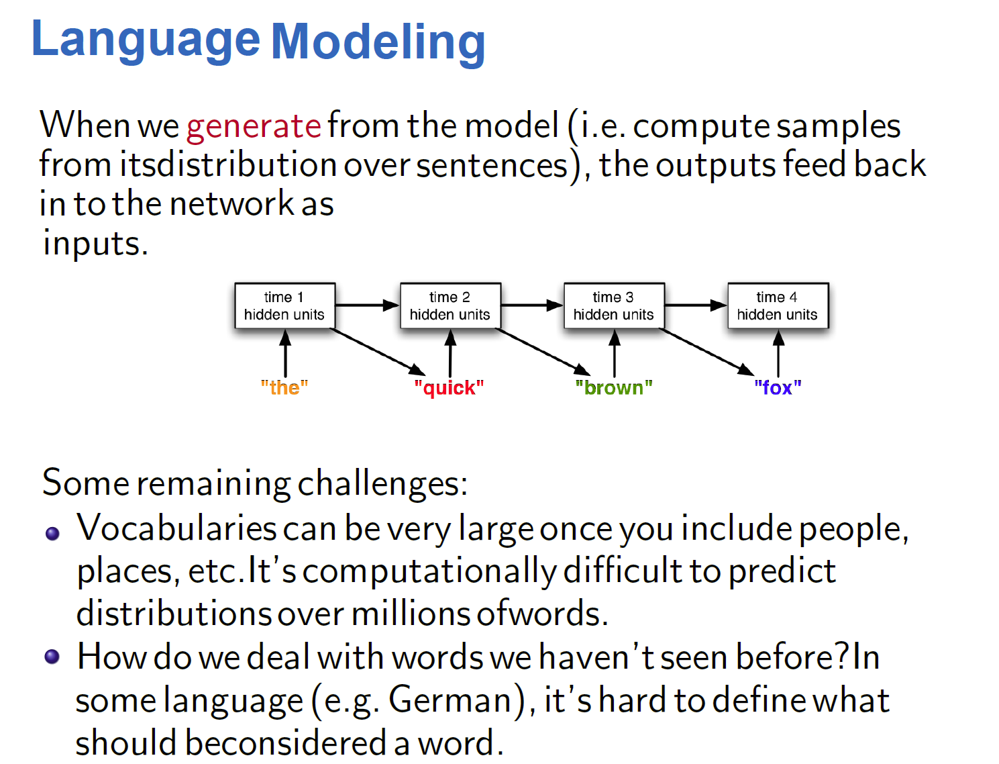 Language Modeling
When we generate from the model (i.e. compute samples
from itsdistribution over sentences), the outputs feed back
in to the network as
inputs.
time 1 time 2 time 3 time 4
hidden units hidden units hidden units hidden units
"the" "quick" "brown" "fox"
Some remaining challenges:
Vocabularies can be very large once you include people,
places, etc.It's computationally difficult to predict
distributions over millions ofwords.
How do we deal with words we haven't seen before?In
some language (e.g. German), it's hard to define what
should beconsidered a word.